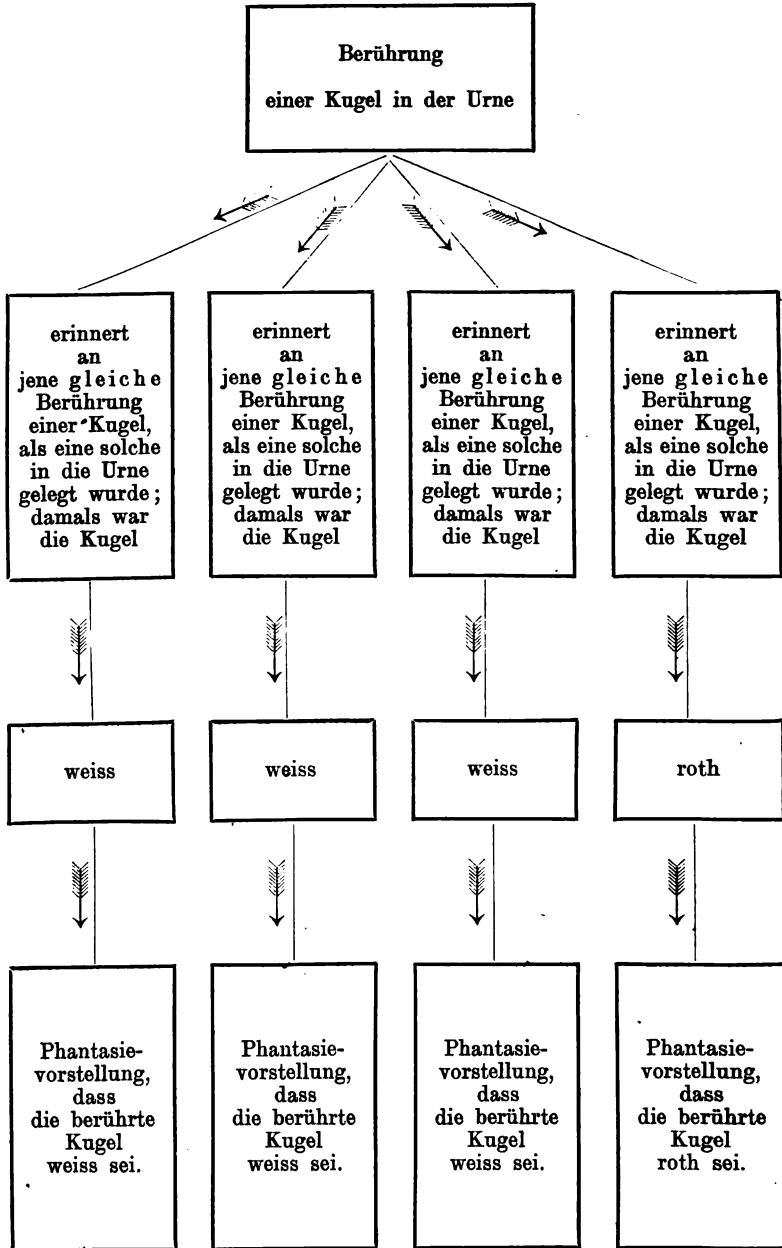 Berührung
einer Kugel in der Urne
erinnert
an
jene gleiche
Berührung
einer Kugel,
als eine solche
in die Urne
gelegt wurde;
damals war
die Kugel
erinnert
an
jene gleiche
Berührung
einer Kugel,
als eine solche
in die Urne
gelegt wurde;
damals war
die Kugel
erinnert
an
jene gleiche
Berührung
einer Kugel,
als eine solche
in die Urne
gelegt wurde;
damals war
die Kugel
erinnert
an
jene gleiche
Berührung
einer Kugel,
als eine solche
in die Urne
gelegt wurde;
damals war
die Kugel
weiss
weiss
weiss
roth
Phantasie-
vorstellung,
dass
die berührte
Kugel
weiss sei.
Phantasie-
vorstellung,
dass
die berührte
Kugel
weiss sei.
Phantasie-
vorstellung,
dass
die berührte
Kugel
weiss sei.
Phantasie-
vorstellung,
dass
die berührte
Kugel
roth sei.